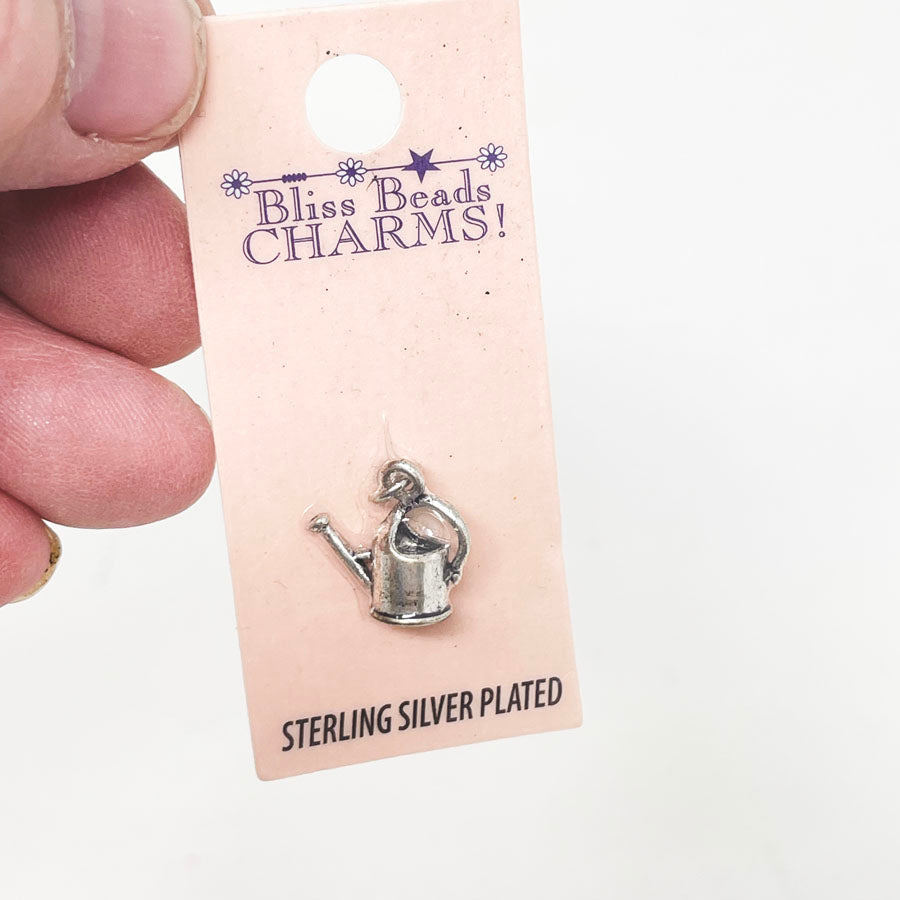 Bliss Beads
CHARMS!
STERLING SILVER PLATED